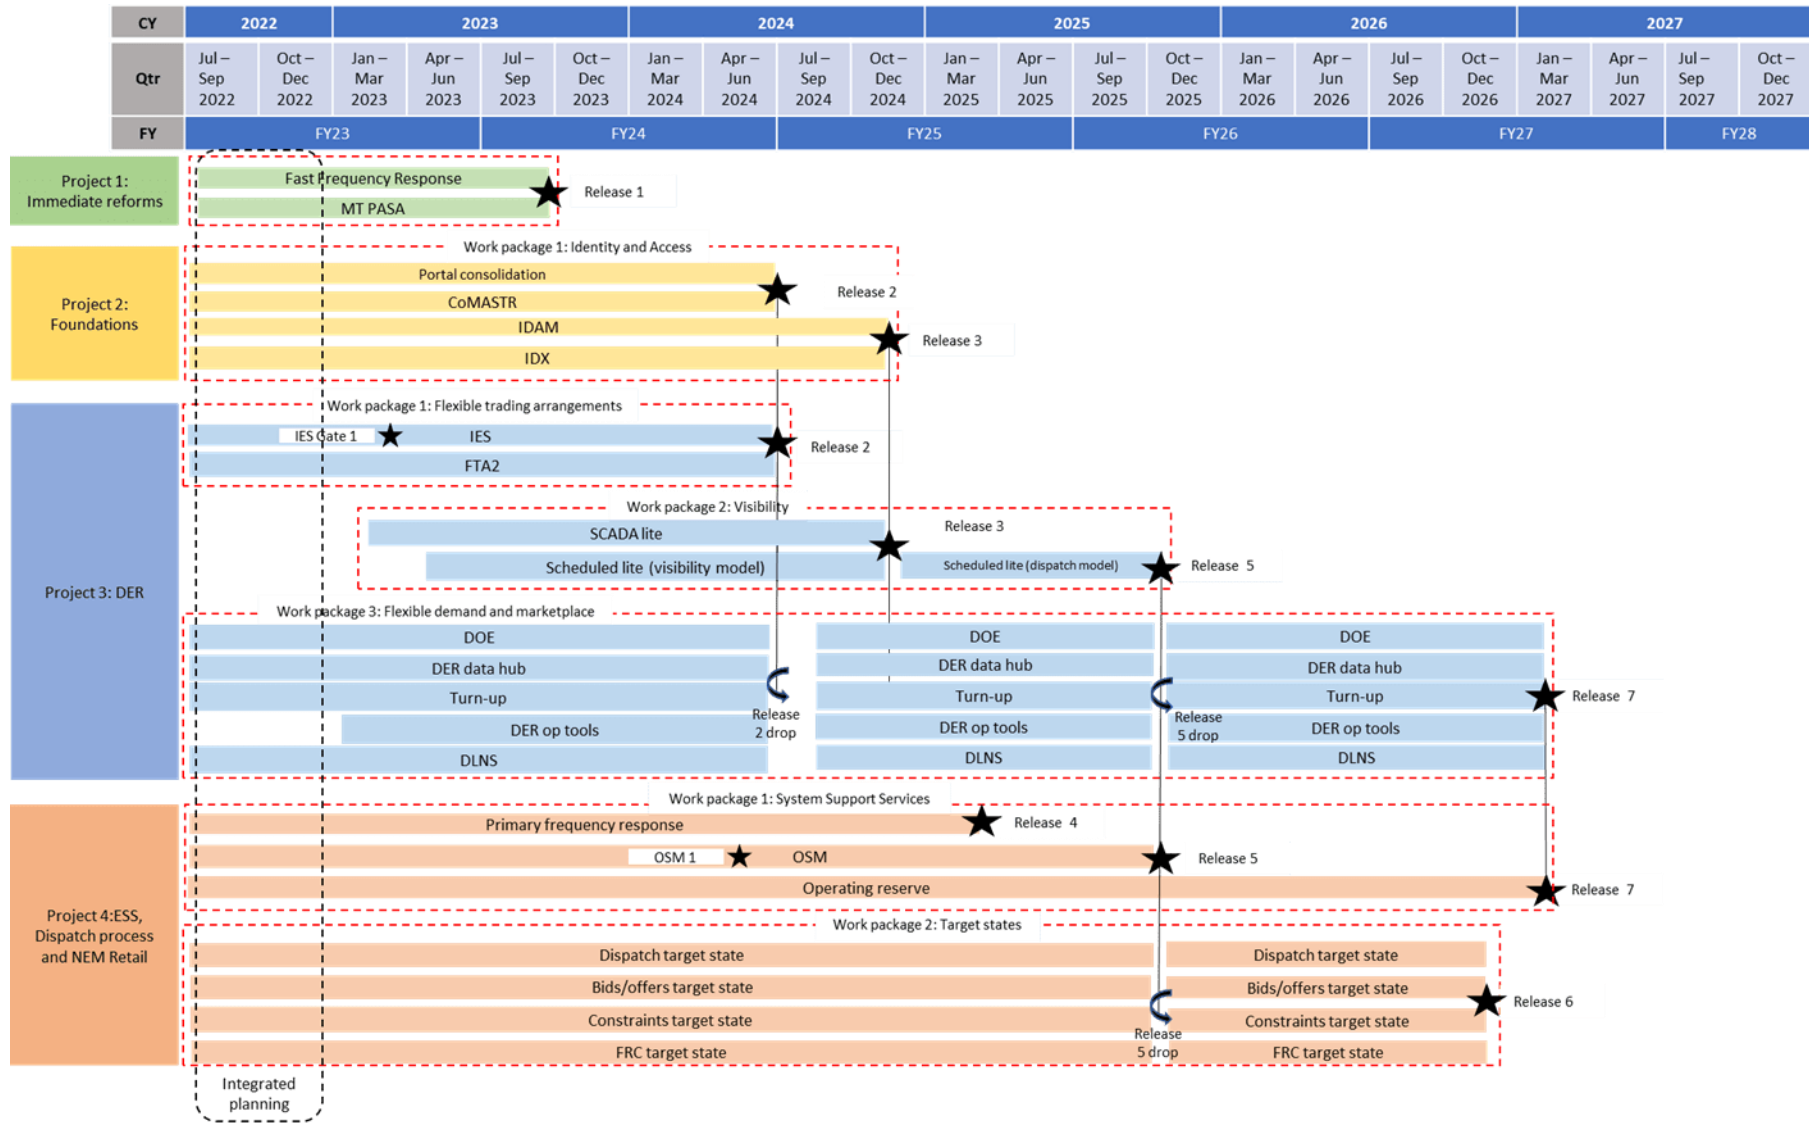 CY 2022 2023 2024 2025 2026 2027
Qtr
Jul – Sep 2022
Oct – Dec 2022
Jan – Mar 2023
Apr – Jun 2023
Jul – Sep 2023
Oct – Dec 2023
Jan – Mar 2024
Apr – Jun 2024
Jul – Sep 2024
Oct – Dec 2024
Jan – Mar 2025
Apr – Jun 2025
Jul – Sep 2025
Oct – Dec 2025
Jan – Mar 2026
Apr – Jun 2026
Jul – Sep 2026
Oct – Dec 2026
Jan – Mar 2027
Apr – Jun 2027
Jul – Sep 2027
Oct – Dec 2027
FY FY23 FY24 FY25 FY26 FY27 FY28
Project 1:
Immediate reforms
Fast Frequency Response
MT PASA
Release 1
Project 2:
Foundations
Work package 1: Identity and Access
Portal consolidation
CoMASTR
Release 2
IDAM
IDX
Release 3
Project 3: DER
Work package 1: Flexible trading arrangements
IES Gate 1
IES
FTA2
Release 2
Work package 2: Visibility
SCADA lite
Release 3
Scheduled lite (visibility model)
Scheduled lite (dispatch model)
Release 5
Work package 3: Flexible demand and marketplace
DOE DOE DOE
DER data hub DER data hub DER data hub
Turn-up Turn-up Turn-up
Release 7
Release
2 drop
Release
5 drop
DER op tools DER op tools DER op tools
DLNS DLNS DLNS
Project 4:ESS,
Dispatch process
and NEM Retail
Work package 1: System Support Services
Primary frequency response
Release 4
OSM 1
OSM
Release 5
Operating reserve
Release 7
Work package 2: Target states
Dispatch target state Dispatch target state
Bids/offers target state Bids/offers target state
Release 6
Constraints target state Constraints target state
Release
5 drop
FRC target state FRC target state
Integrated
planning